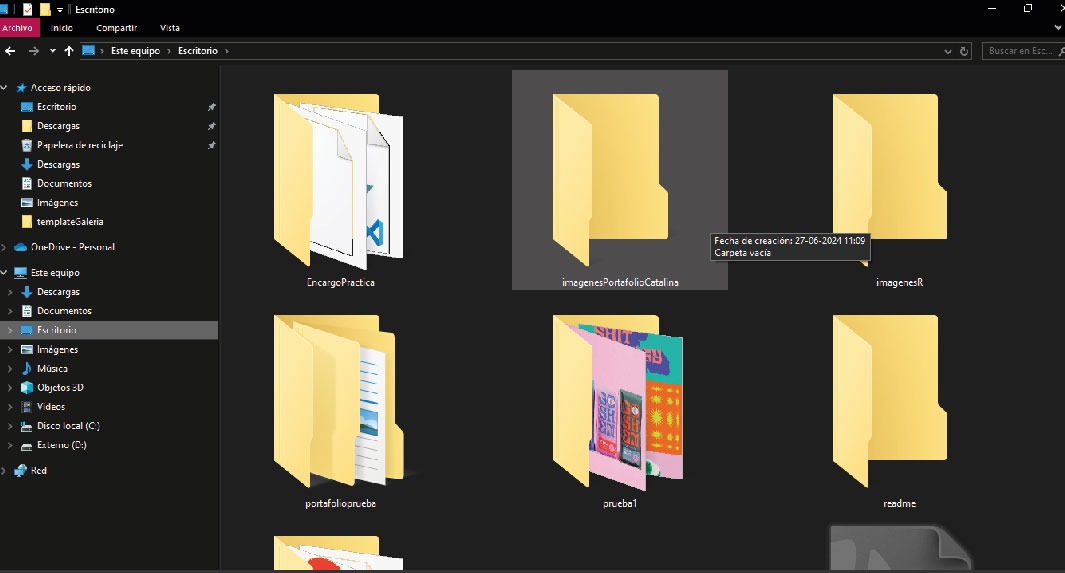 Escritorio
Archivo
Inicio
Compartir
Vista
Este equipo
Escritorio
Buscar en Esc...
Acceso rápido
Escritorio
Descargas
Papelera de reciclaje
Descargas
Documentos
Imágenes
templateGaleria
OneDrive - Personal
Este equipo
Descargas
Documentos
Escritorio
Imágenes
Música
Objetos 3D
Vídeos
Disco local (C:)
Externo (D:)
Red
EncargoPractica
imagenesPortafolioCatalina
imagenesR
Fecha de creación: 27-06-2024 11:09
Carpeta vacía
portafolioprueba
prueba1
readme